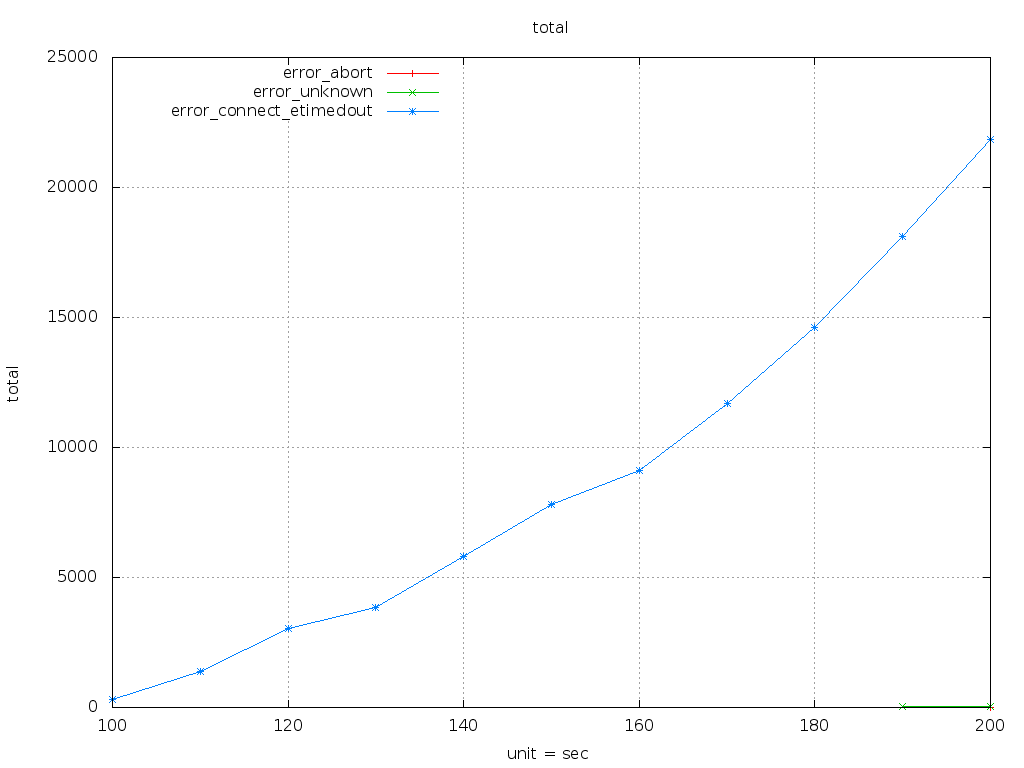 total
error_abort
error_unknown
error_connect_etimedout
25000
20000
15000
10000
5000
0
total
100 120 140 160 180 200
unit = sec